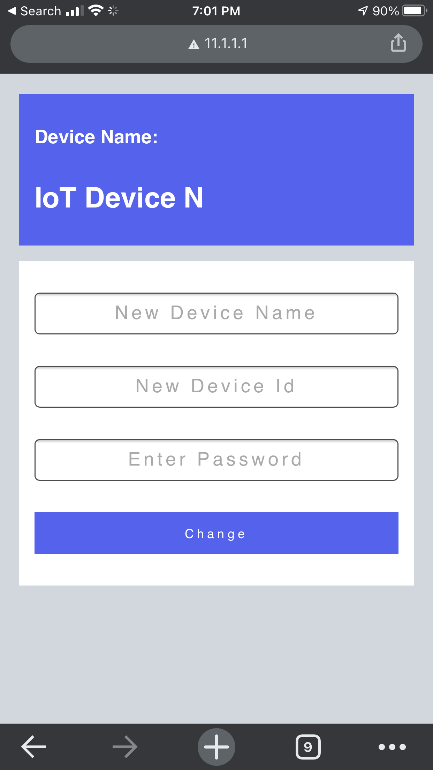 Search 7:01 PM 90%
11.1.1.1
Device Name:
IoT Device N
New Device Name
New Device Id
Enter Password
Change
9